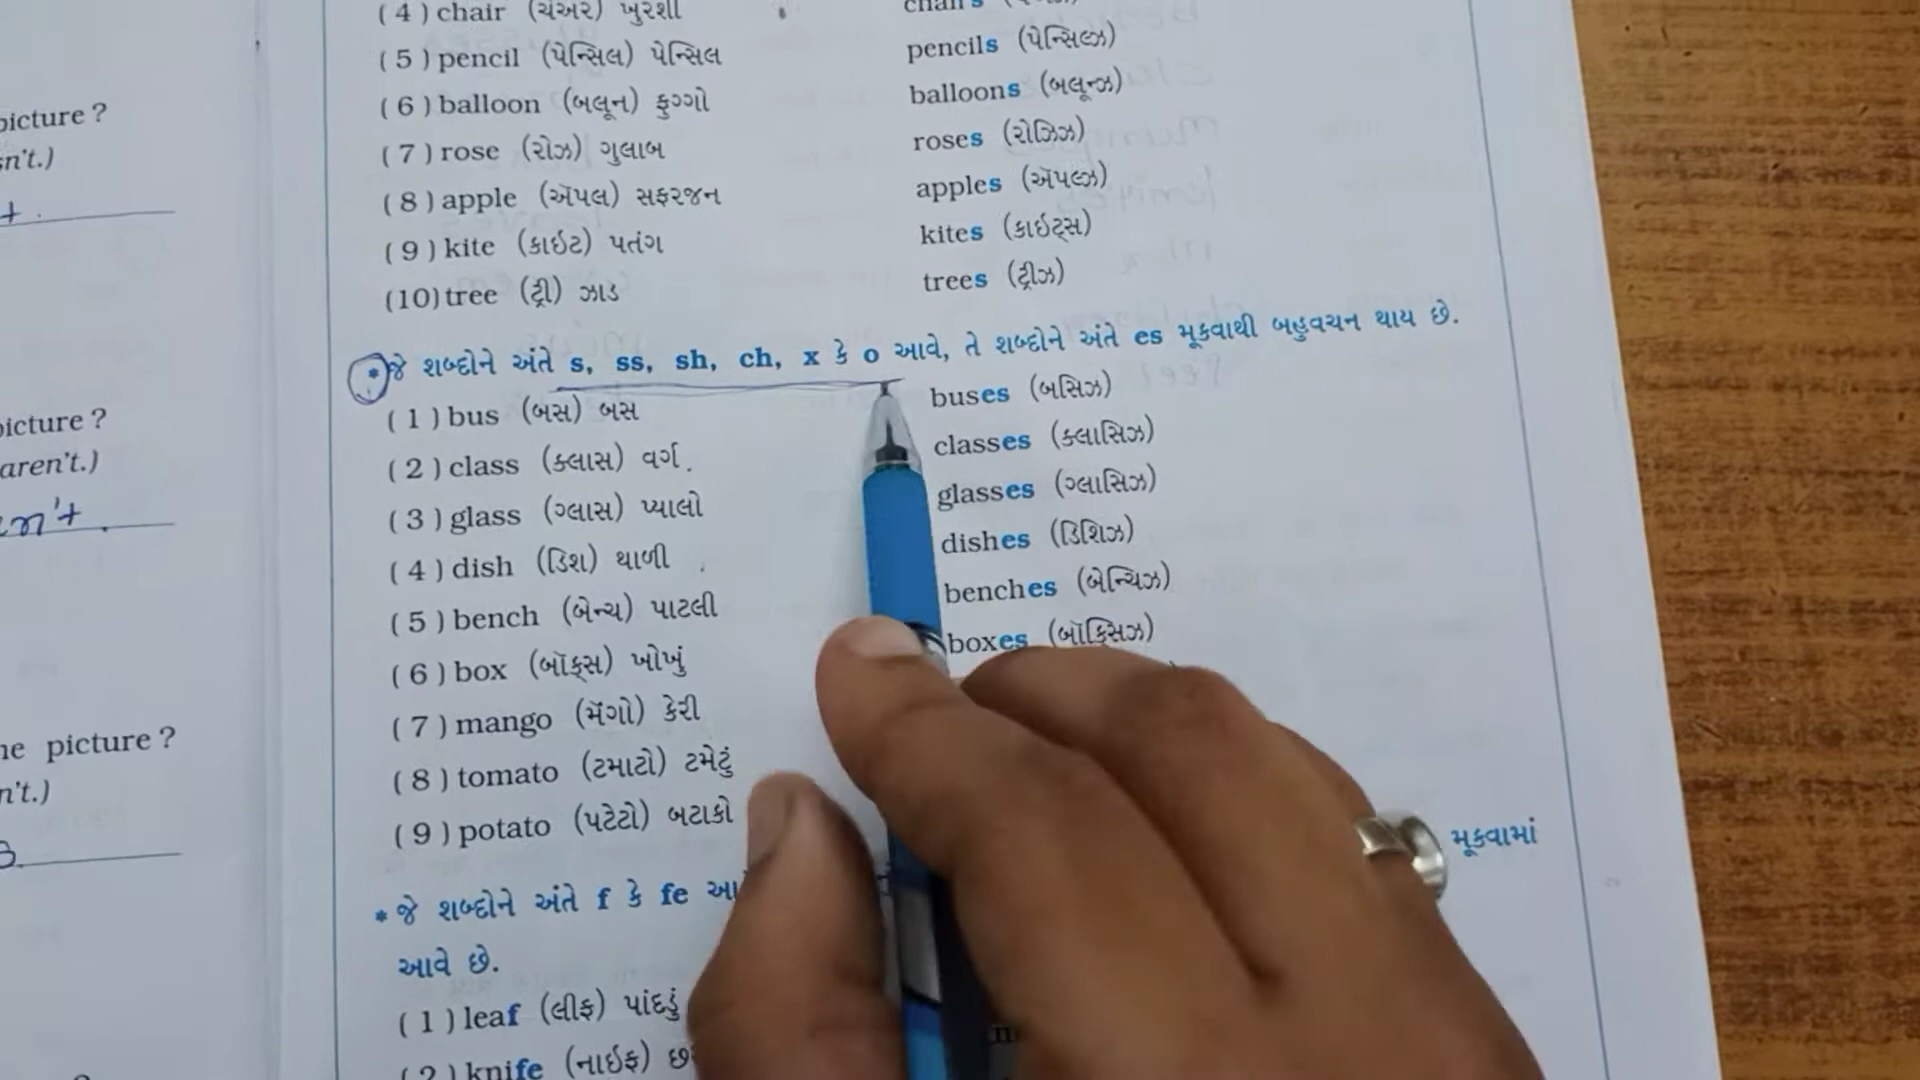 picture ?
n't.)
picture ?
aren't.)
picture ?
n't.)
( 4 ) chair (ચેઅર) ખુરશી
( 5 ) pencil (પેન્સિલ) પેન્સિલ pencils (પેન્સિલ્ઝ)
( 6 ) balloon (બલૂન) ફુગ્ગો balloons (બલૂન્ઝ)
( 7 ) rose (રોઝ) ગુલાબ roses (રોઝિઝ)
( 8 ) apple (ઍપલ) સફરજન apples (ઍપલ્ઝ)
( 9 ) kite (કાઇટ) પતંગ kites (કાઇટ્સ)
(10) tree (ટ્રી) ઝાડ trees (ટ્રીઝ)
* જે શબ્દોને અંતે s, ss, sh, ch, x કે o આવે, તે શબ્દોને અંતે es મૂકવાથી બહુવચન થાય છે.
( 1 ) bus (બસ) બસ buses (બસિઝ)
( 2 ) class (ક્લાસ) વર્ગ classes (ક્લાસિઝ)
( 3 ) glass (ગ્લાસ) પ્યાલો glasses (ગ્લાસિઝ)
( 4 ) dish (ડિશ) થાળી dishes (ડિશિઝ)
( 5 ) bench (બેન્ચ) પાટલી benches (બેન્ચિઝ)
( 6 ) box (બૉક્સ) ખોખું boxes (બૉક્સિઝ)
( 7 ) mango (મૅંગો) કેરી
( 8 ) tomato (ટમાટો) ટમેટું
( 9 ) potato (પટેટો) બટાકો
* જે શબ્દોને અંતે f કે fe મૂકવામાં
આવે છે.
( 1 ) leaf (લીફ) પાંદડું
( 2 ) knife (નાઇફ)